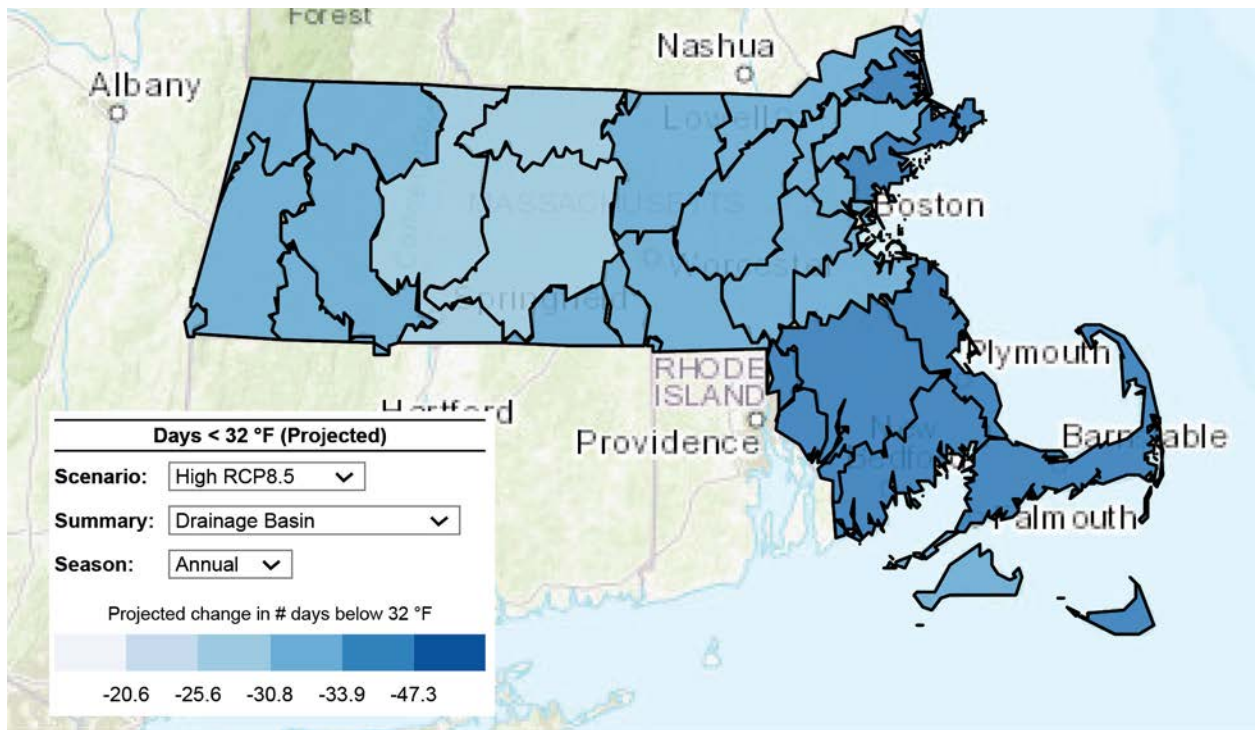 Forest
Nashua
Albany
Lowell
MASSACHUSETTS
Boston
Worcester
Springfield
Plymouth
RHODE
ISLAND
Hartford
Providence
New
Bedford
Barnstable
Falmouth
Days < 32 °F (Projected)
Scenario: High RCP8.5
Summary: Drainage Basin
Season: Annual
Projected change in # days below 32 °F
-20.6 -25.6 -30.8 -33.9 -47.3